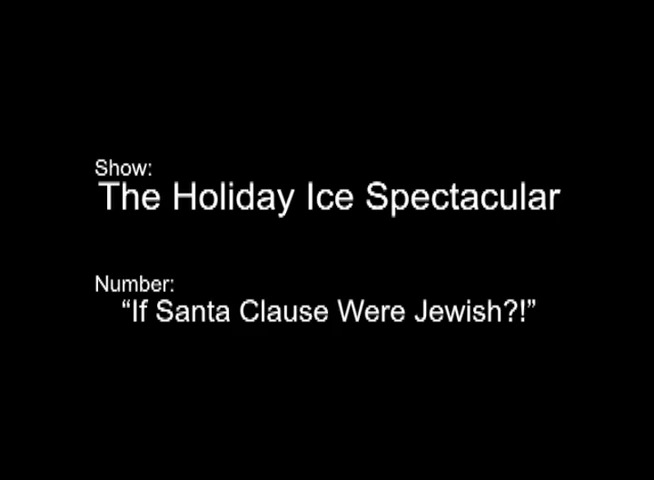 Show:
The Holiday Ice Spectacular
Number:
“If Santa Clause Were Jewish?!”